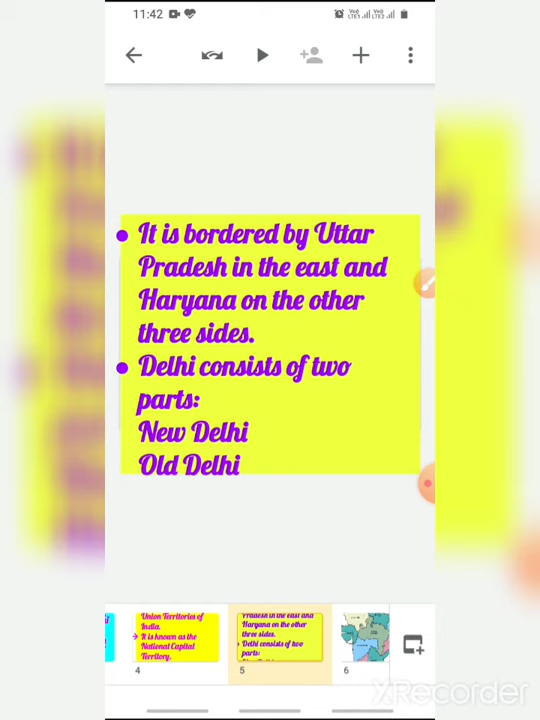 11:42
It is bordered by Uttar
Pradesh in the east and
Haryana on the other
three sides.
Delhi consists of two
parts:
New Delhi
Old Delhi
Union Territories of
India.
It is known as the
National Capital
Territory.
4
Pradesh in the east and
Haryana on the other
three sides.
Delhi consists of two
parts:
5
6
XRecorder